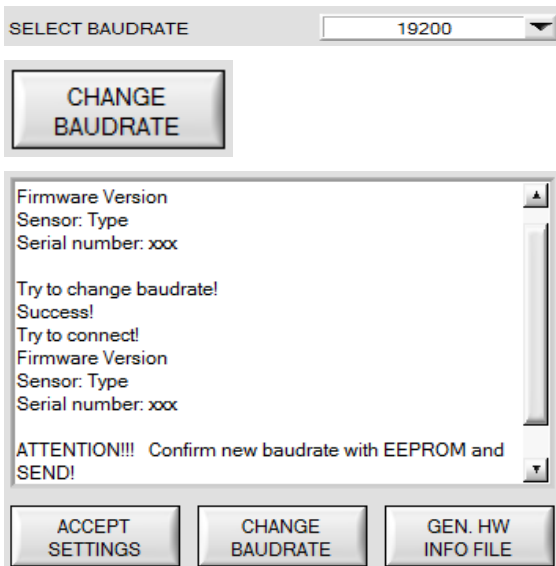 SELECT BAUDRATE 19200
CHANGE
BAUDRATE
Firmware Version
Sensor: Type
Serial number: xxx
Try to change baudrate!
Success!
Try to connect!
Firmware Version
Sensor: Type
Serial number: xxx
ATTENTION!!! Confirm new baudrate with EEPROM and
SEND!
ACCEPT
SETTINGS
CHANGE
BAUDRATE
GEN. HW
INFO FILE